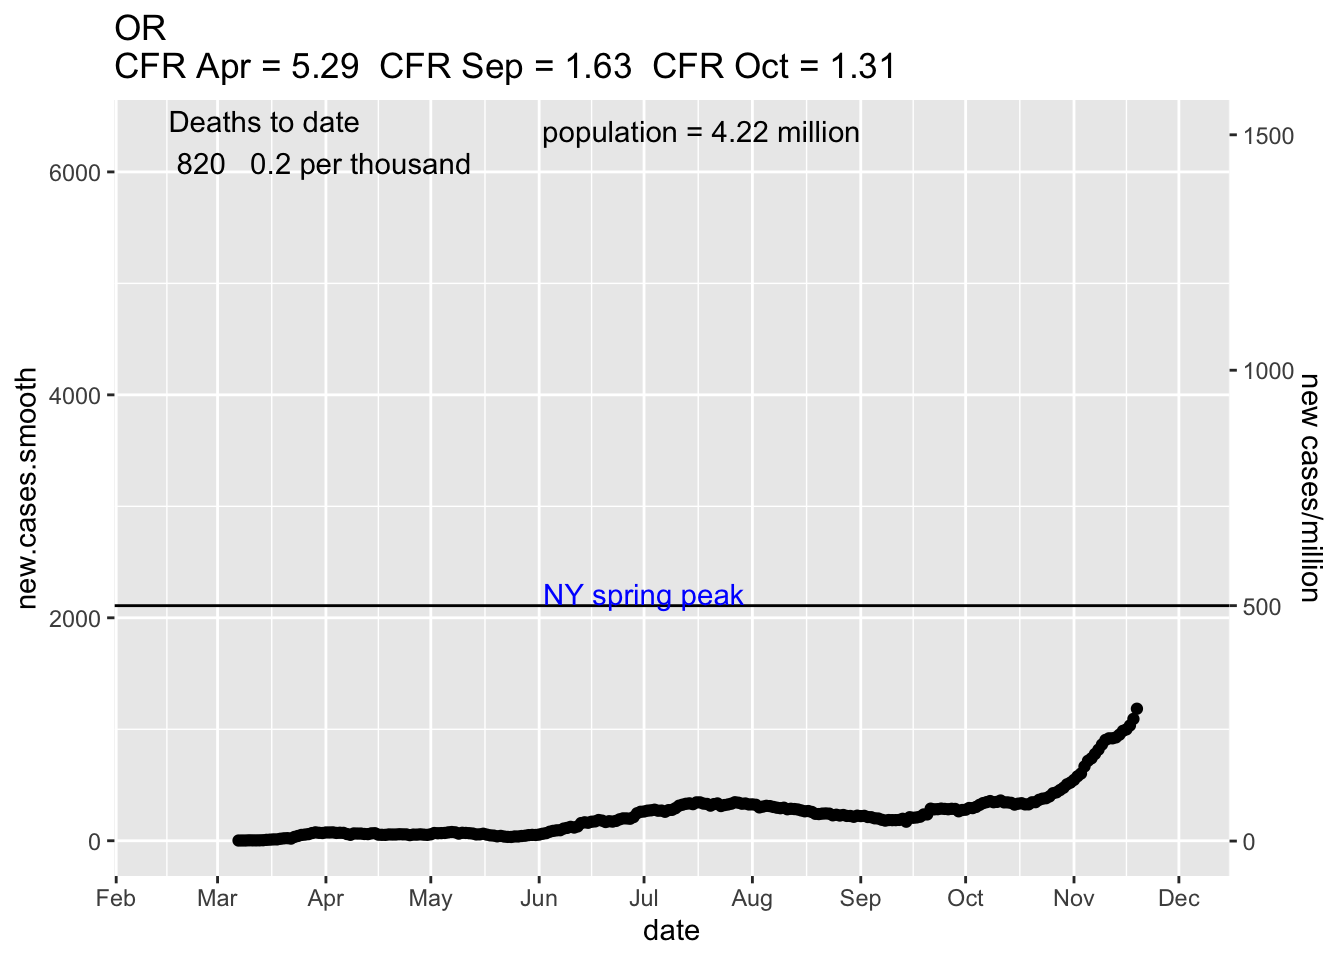 OR
CFR Apr = 5.29  CFR Sep = 1.63  CFR Oct = 1.31
Deaths to date
820   0.2 per thousand
population = 4.22 million
NY spring peak
new.cases.smooth
6000
4000
2000
0
1500
1000
500
0
new cases/million
Feb Mar Apr May Jun Jul Aug Sep Oct Nov Dec
date